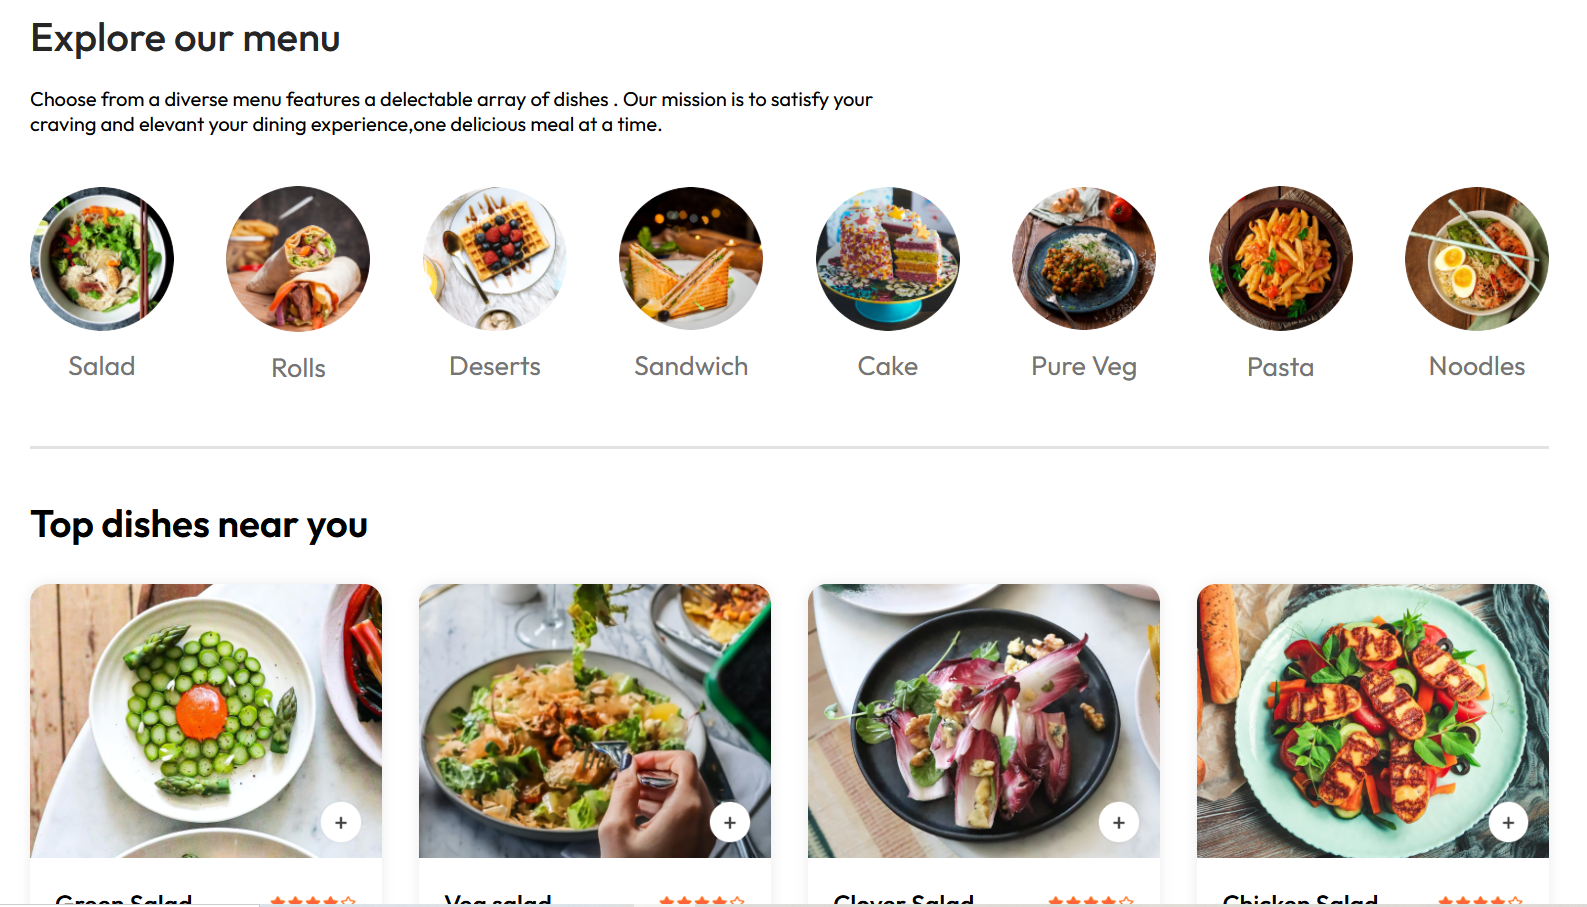 Explore our menu
Choose from a diverse menu features a delectable array of dishes . Our mission is to satisfy your
craving and elevant your dining experience,one delicious meal at a time.
Salad
Rolls
Deserts
Sandwich
Cake
Pure Veg
Pasta
Noodles
Top dishes near you
Green Salad
Veg salad
Clover Salad
Chicken Salad